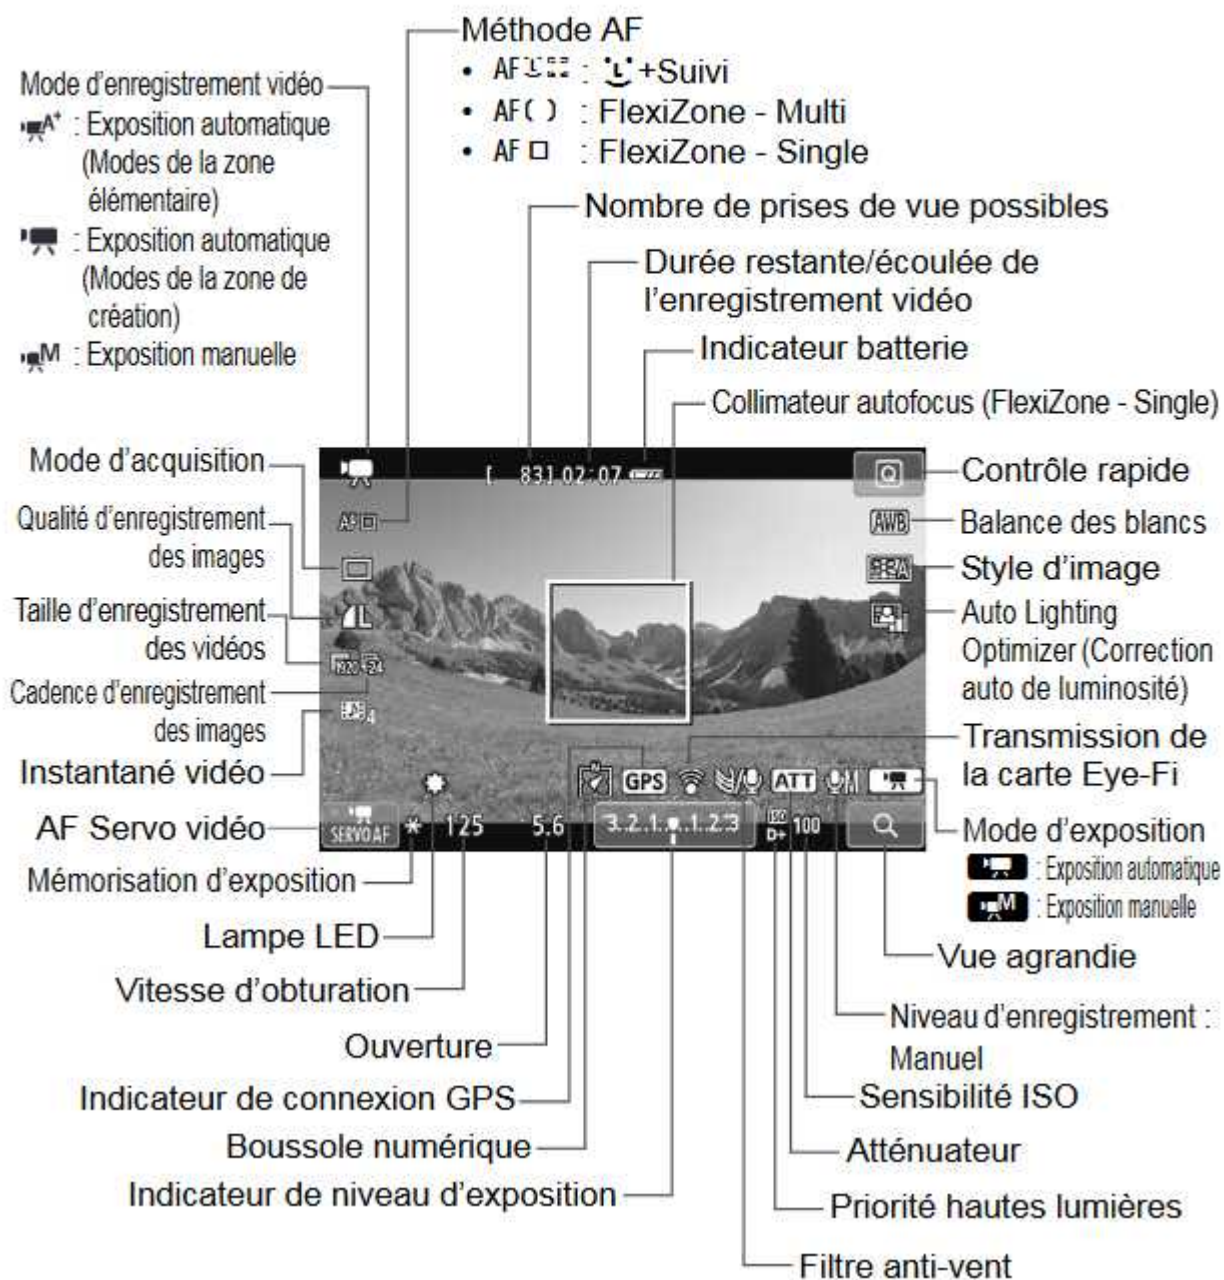 Méthode AF
• AF : +Suivi
• AF( ) : FlexiZone - Multi
• AF □ : FlexiZone - Single
Mode d'enregistrement vidéo
A+ : Exposition automatique
(Modes de la zone
élémentaire)
: Exposition automatique
(Modes de la zone de
création)
M : Exposition manuelle
Nombre de prises de vue possibles
Durée restante/écoulée de
l'enregistrement vidéo
Indicateur batterie
Collimateur autofocus (FlexiZone - Single)
Mode d'acquisition
Qualité d'enregistrement
des images
Taille d'enregistrement
des vidéos
Cadence d'enregistrement
des images
Instantané vidéo
AF Servo vidéo
Mémorisation d'exposition
Lampe LED
Vitesse d'obturation
Ouverture
Indicateur de connexion GPS
Boussole numérique
Indicateur de niveau d'exposition
[ 83] 02:07
Q
AF □
AWB
L
1920 24
4
N
GPS
ATT
M
SERVO AF
* 125 5.6
3..2..1..▪..1..2..3
ISO
D+ 100
Contrôle rapide
Balance des blancs
Style d'image
Auto Lighting
Optimizer (Correction
auto de luminosité)
Transmission de
la carte Eye-Fi
Mode d'exposition
: Exposition automatique
M : Exposition manuelle
Vue agrandie
Niveau d'enregistrement :
Manuel
Sensibilité ISO
Atténuateur
Priorité hautes lumières
Filtre anti-vent